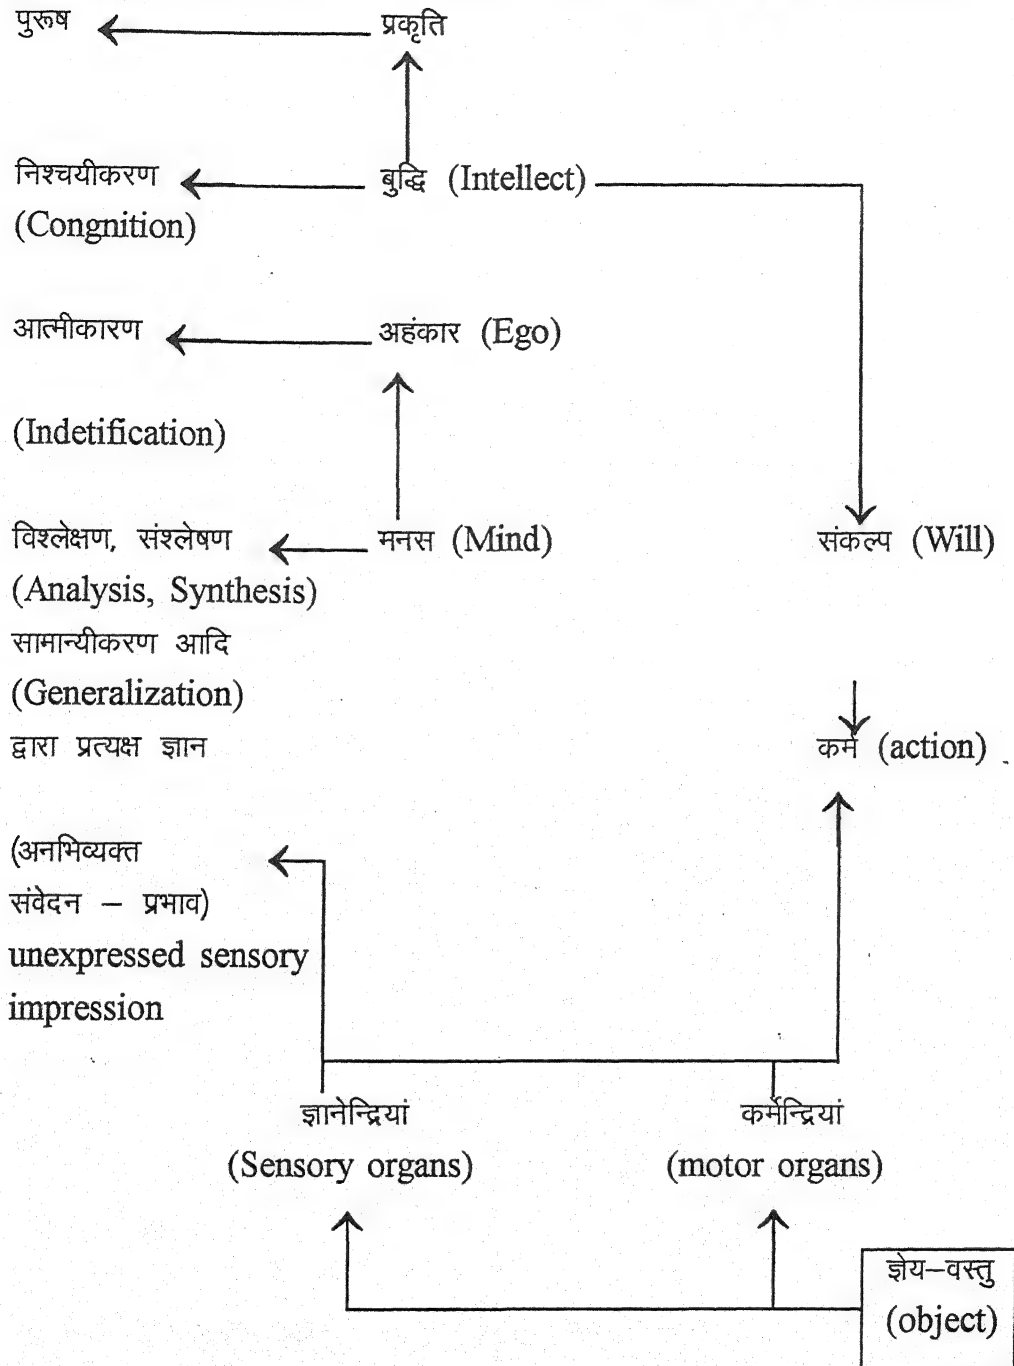 पुरूष प्रकृति
निश्चयीकरण बुद्धि (Intellect)
(Congnition)
आत्मीकारण अहंकार (Ego)
(Indetification)
विश्लेक्षण, संश्लेषण मनस (Mind) संकल्प (Will)
(Analysis, Synthesis)
सामान्यीकरण आदि
(Generalization)
द्वारा प्रत्यक्ष ज्ञान कर्म (action)
(अनभिव्यक्त
संवेदन – प्रभाव)
unexpressed sensory
impression
ज्ञानेन्द्रियां कर्मेन्द्रियां
(Sensory organs) (motor organs)
ज्ञेय–वस्तु
(object)